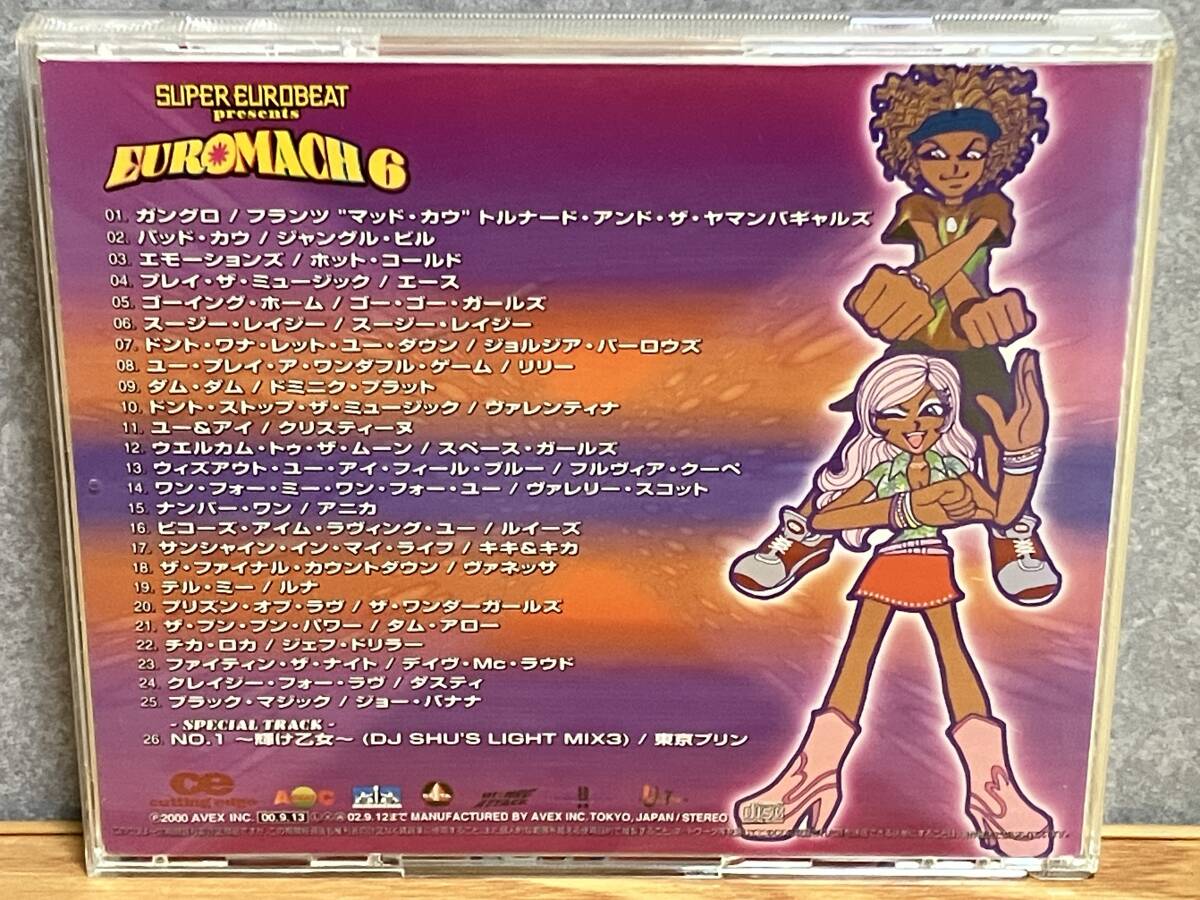 SUPER EUROBEAT
presents
EUROMACH 6
01. ガングロ / フランツ "マッド・カウ" トルナード・アンド・ザ・ヤマンバギャルズ
02. バッド・カウ / ジャングル・ビル
03. エモーションズ / ホット・コールド
04. プレイ・ザ・ミュージック / エース
05. ゴーイング・ホーム / ゴー・ゴー・ガールズ
06. スージー・レイジー / スージー・レイジー
07. ドント・ワナ・レット・ユー・ダウン / ジョルジア・バーロウズ
08. ユー・プレイ・ア・ワンダフル・ゲーム / リリー
09. ダム・ダム / ドミニク・プラット
10. ドント・ストップ・ザ・ミュージック / ヴァレンティナ
11. ユー&アイ / クリスティーヌ
12. ウエルカム・トゥ・ザ・ムーン / スペース・ガールズ
13. ウィズアウト・ユー・アイ・フィール・ブルー / フルヴィア・クーペ
14. ワン・フォー・ミー・ワン・フォー・ユー / ヴァレリー・スコット
15. ナンバー・ワン / アニカ
16. ビコーズ・アイム・ラヴィング・ユー / ルイーズ
17. サンシャイン・イン・マイ・ライフ / キキ&キカ
18. ザ・ファイナル・カウントダウン / ヴァネッサ
19. テル・ミー / ルナ
20. プリズン・オブ・ラヴ / ザ・ワンダーガールズ
21. ザ・ブン・ブン・パワー / タム・アロー
22. チカ・ロカ / ジェフ・ドリラー
23. ファイティン・ザ・ナイト / デイヴ・Mc・ラウド
24. クレイジー・フォー・ラヴ / ダスティ
25. ブラック・マジック / ジョー・バナナ
- SPECIAL TRACK -
26. NO.1 ～輝け乙女～ (DJ SHU'S LIGHT MIX3) / 東京プリン
ce
cutting edge
ATTACK
Ⓟ2000 AVEX INC. 00.9.13 02.9.12まで MANUFACTURED BY AVEX INC. TOKYO, JAPAN / STEREO
disc